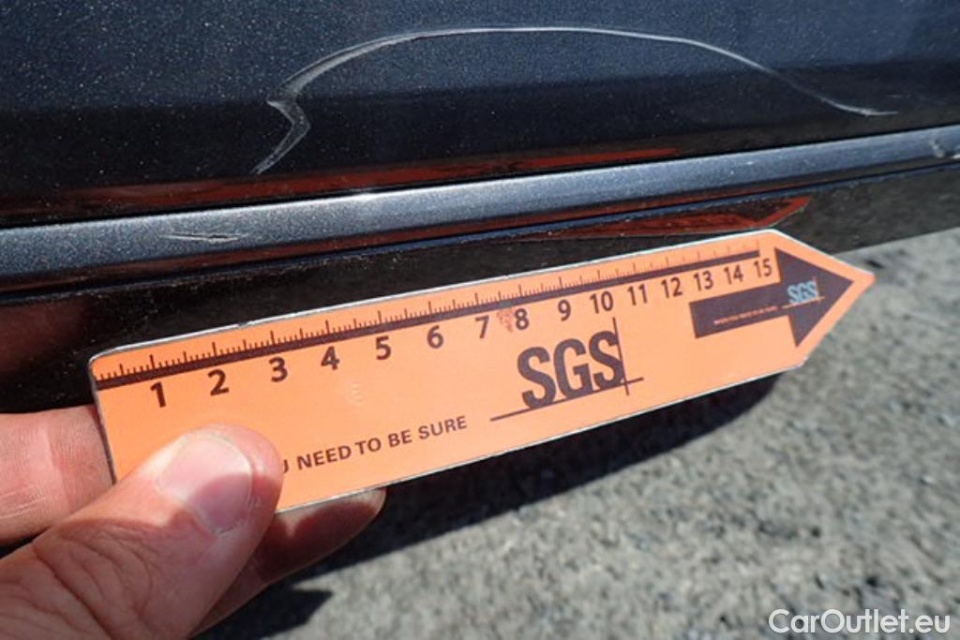 1 2 3 4 5 6 7 8 9 10 11 12 13 14 15
SGS
SGS
NEED TO BE SURE
CarOutlet.eu